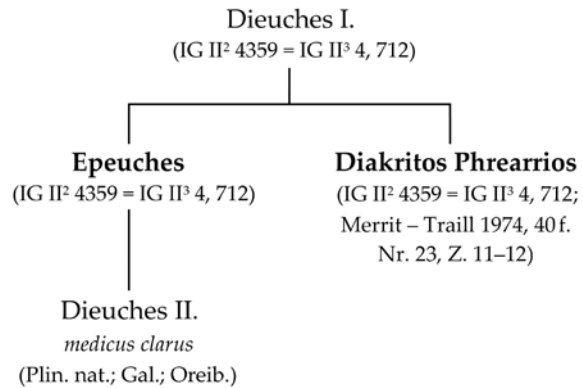 Dieuches I.
(IG II² 4359 = IG II³ 4, 712)
Epeuches
(IG II² 4359 = IG II³ 4, 712)
Diakritos Phrearrios
(IG II² 4359 = IG II³ 4, 712;
Merrit – Traill 1974, 40 f.
Nr. 23, Z. 11–12)
Dieuches II.
medicus clarus
(Plin. nat.; Gal.; Oreib.)